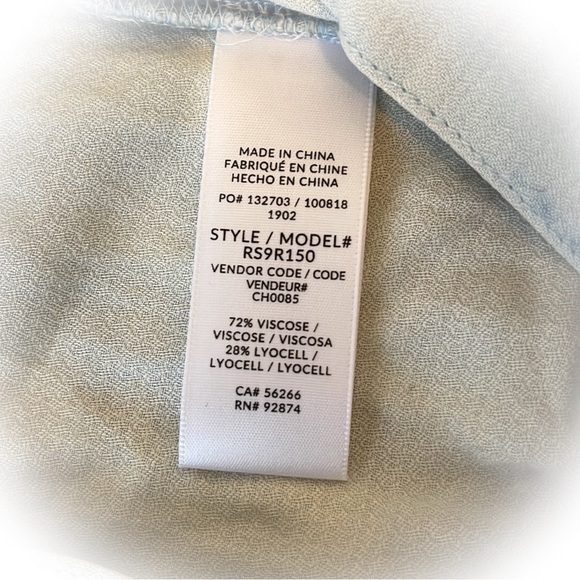 MADE IN CHINA
FABRIQUÉ EN CHINE
HECHO EN CHINA
PO# 132703 / 100818
1902
STYLE / MODEL#
RS9R150
VENDOR CODE / CODE
VENDEUR#
CH0085
72% VISCOSE /
VISCOSE / VISCOSA
28% LYOCELL /
LYOCELL / LYOCELL
CA# 56266
RN# 92874